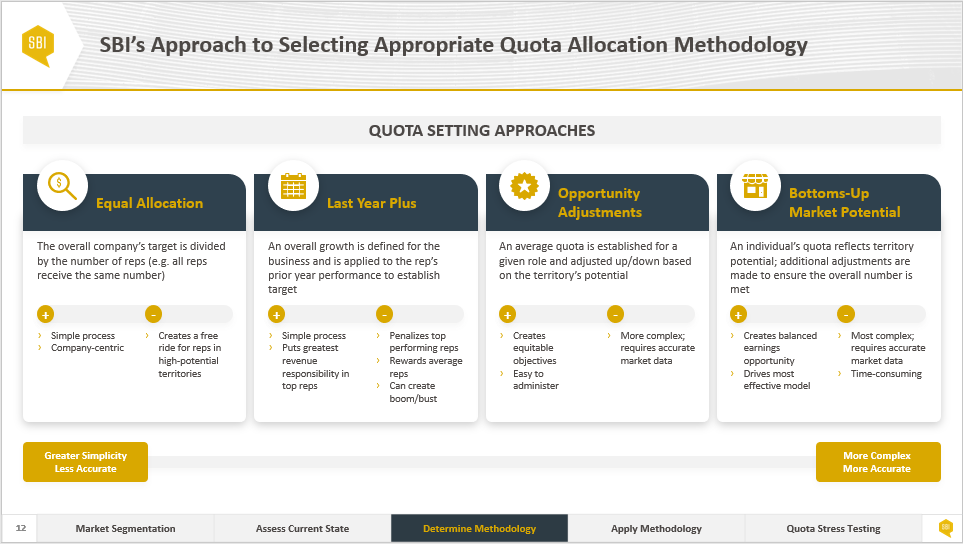 SBI
SBI's Approach to Selecting Appropriate Quota Allocation Methodology
QUOTA SETTING APPROACHES
$
Equal Allocation
The overall company's target is divided
by the number of reps (e.g. all reps
receive the same number)
+
-
› Simple process
› Company-centric
› Creates a free
ride for reps in
high-potential
territories
Last Year Plus
An overall growth is defined for the
business and is applied to the rep's
prior year performance to establish
target
+
-
› Simple process
› Puts greatest
revenue
responsibility in
top reps
› Penalizes top
performing reps
› Rewards average
reps
› Can create
boom/bust
Opportunity
Adjustments
An average quota is established for a
given role and adjusted up/down based
on the territory's potential
+
-
› Creates
equitable
objectives
› Easy to
administer
› More complex;
requires accurate
market data
Bottoms-Up
Market Potential
An individual's quota reflects territory
potential; additional adjustments are
made to ensure the overall number is
met
+
-
› Creates balanced
earnings
opportunity
› Drives most
effective model
› Most complex;
requires accurate
market data
› Time-consuming
Greater Simplicity
Less Accurate
More Complex
More Accurate
12
Market Segmentation
Assess Current State
Determine Methodology
Apply Methodology
Quota Stress Testing
SBI